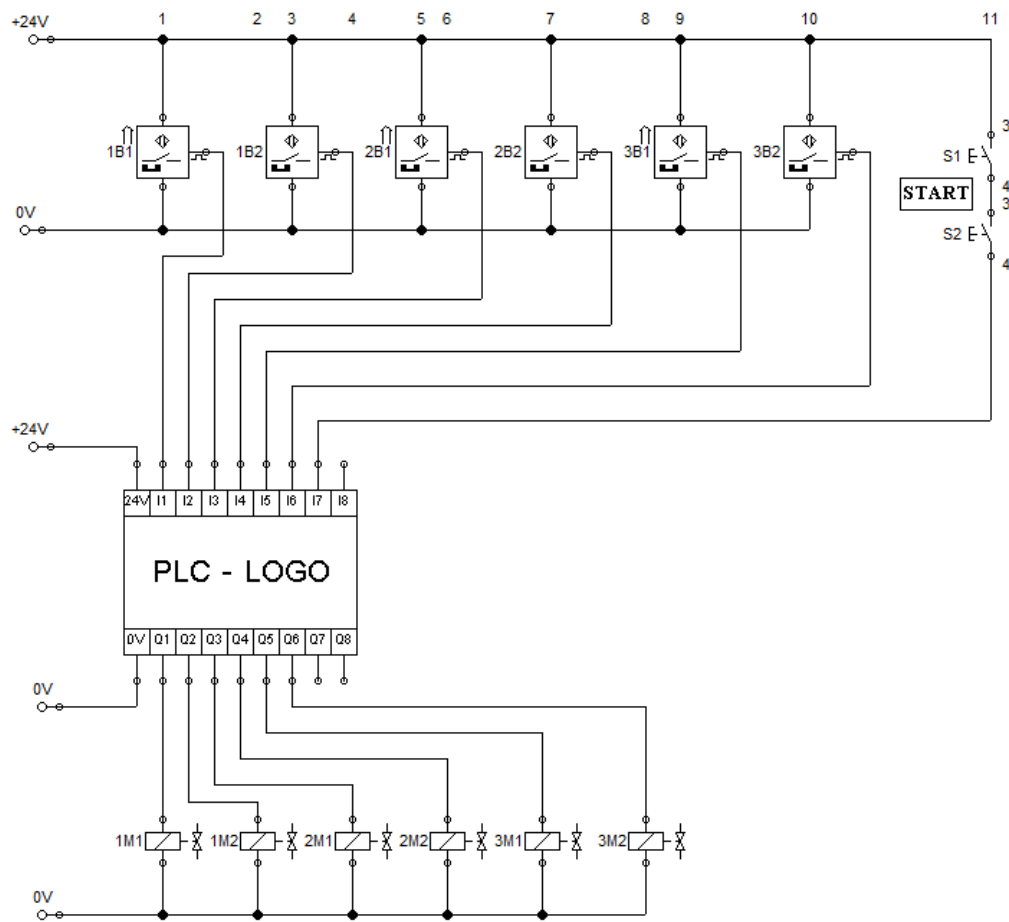 +24V 1 2 3 4 5 6 7 8 9 10 11
1B1 1B2 2B1 2B2 3B1 3B2 3
S1
4
START
3
0V
S2
4
+24V
24V I1 I2 I3 I4 I5 I6 I7 I8
PLC - LOGO
0V Q1 Q2 Q3 Q4 Q5 Q6 Q7 Q8
0V
1M1 1M2 2M1 2M2 3M1 3M2
0V